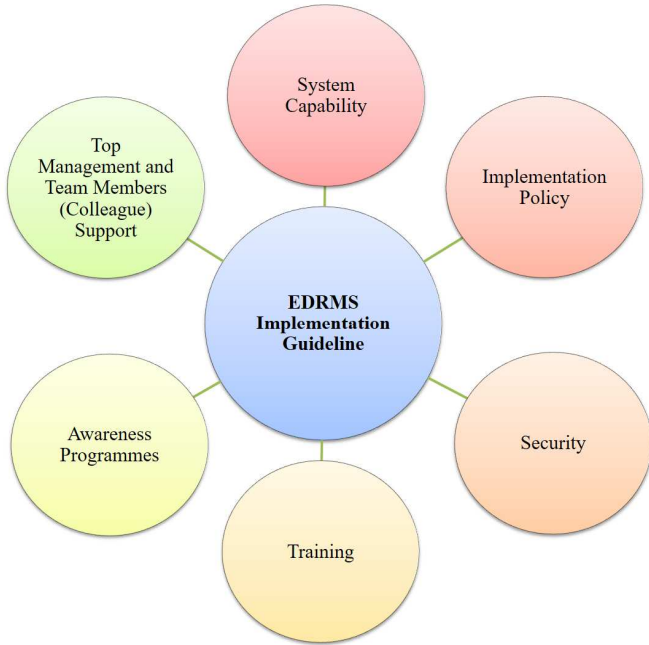 System
Capability
Top
Management and
Team Members
(Colleague)
Support
Implementation
Policy
EDRMS
Implementation
Guideline
Awareness
Programmes
Security
Training